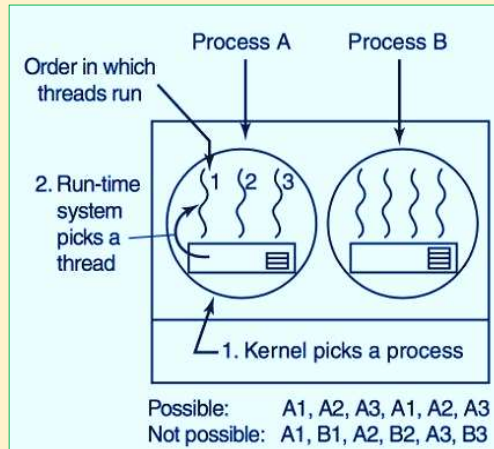 Process A
Process B
Order in which
threads run
1 2 3
2. Run-time
system
picks a
thread
1. Kernel picks a process
Possible: A1, A2, A3, A1, A2, A3
Not possible: A1, B1, A2, B2, A3, B3